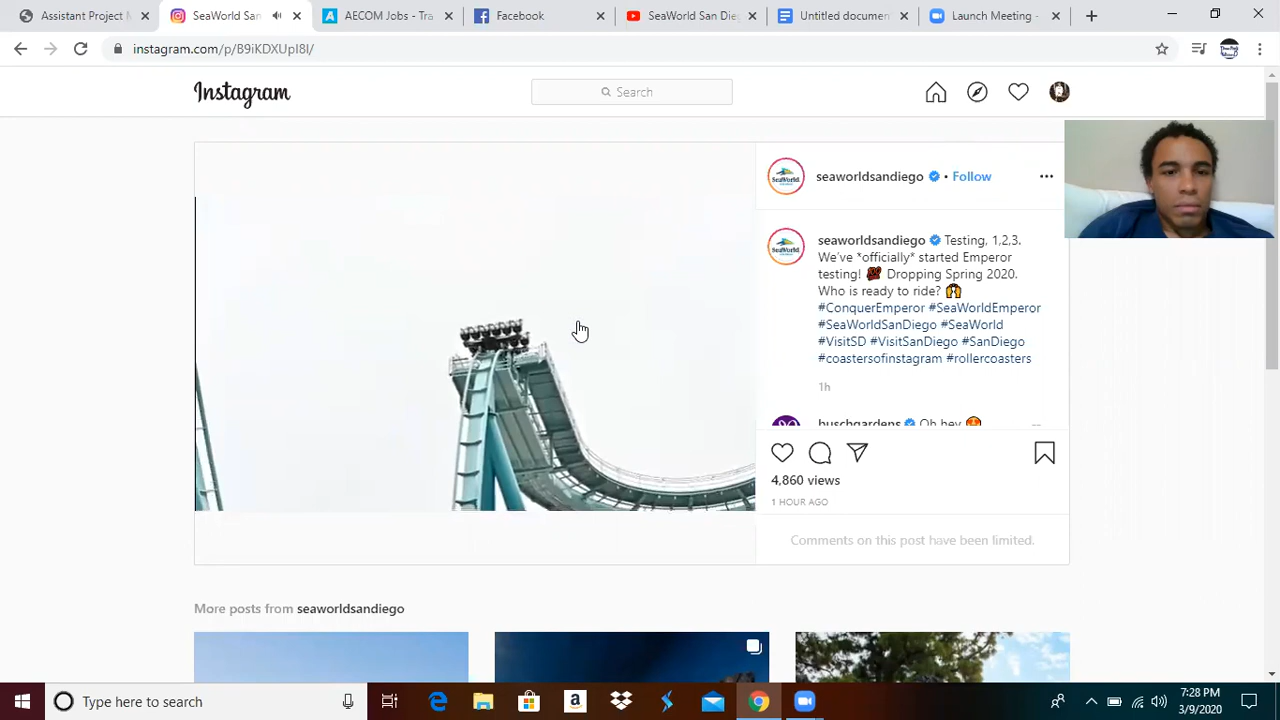 Assist Project M
SeaWorld San
AECOM Jobs - Tra
Facebook
SeaWorld San Die
Untitled documen
Launch Meeting -
instagram.com/p/B9iKDXUpI8I/
Instagram
Search
seaworldsandiego • Follow
seaworldsandiego Testing, 1,2,3.
We've *officially* started Emperor
testing! Dropping Spring 2020.
Who is ready to ride?
#ConquerEmperor #SeaWorldEmperor
#SeaWorldSanDiego #SeaWorld
#VisitSD #VisitSanDiego #SanDiego
#coastersofinstagram #rollercoasters
1h
buschgardens Oh hey
4,860 views
1 HOUR AGO
Comments on this post have been limited.
More posts from seaworldsandiego
Type here to search
7:28 PM
3/9/2020